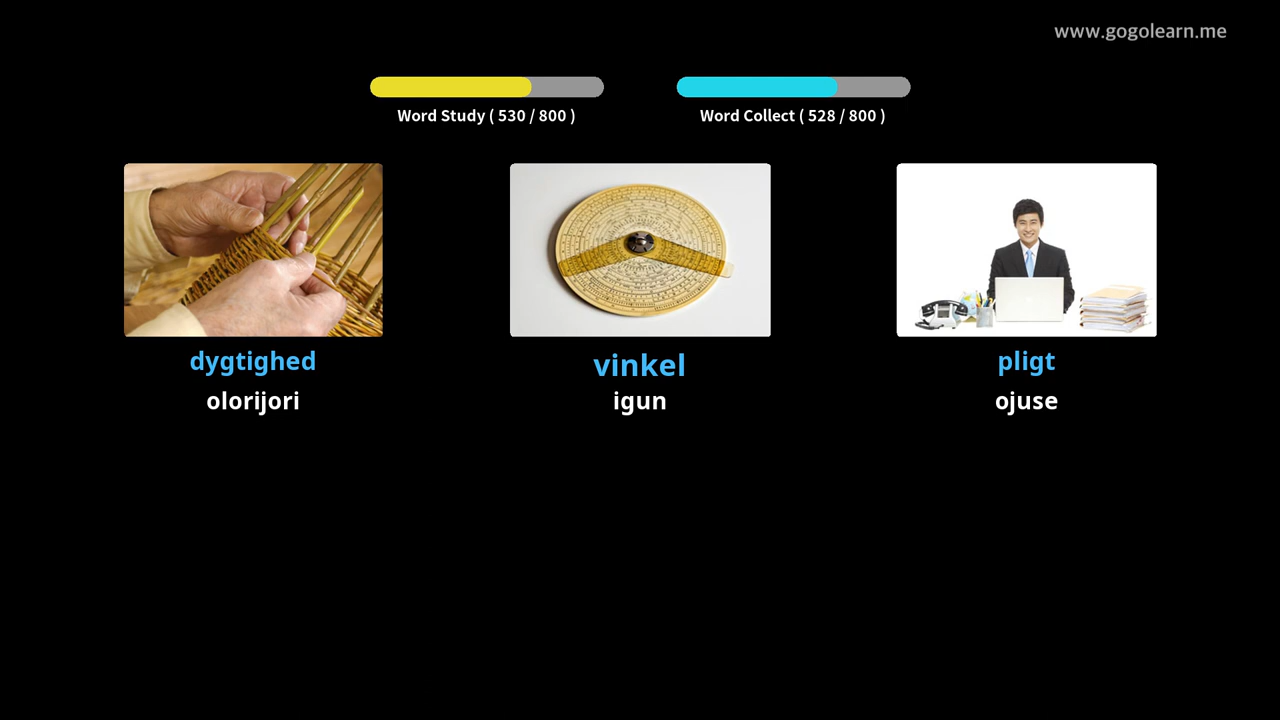 www.gogolearn.me
Word Study ( 530 / 800 )
Word Collect ( 528 / 800 )
dygtighed
vinkel
pligt
olorijori
igun
ojuse